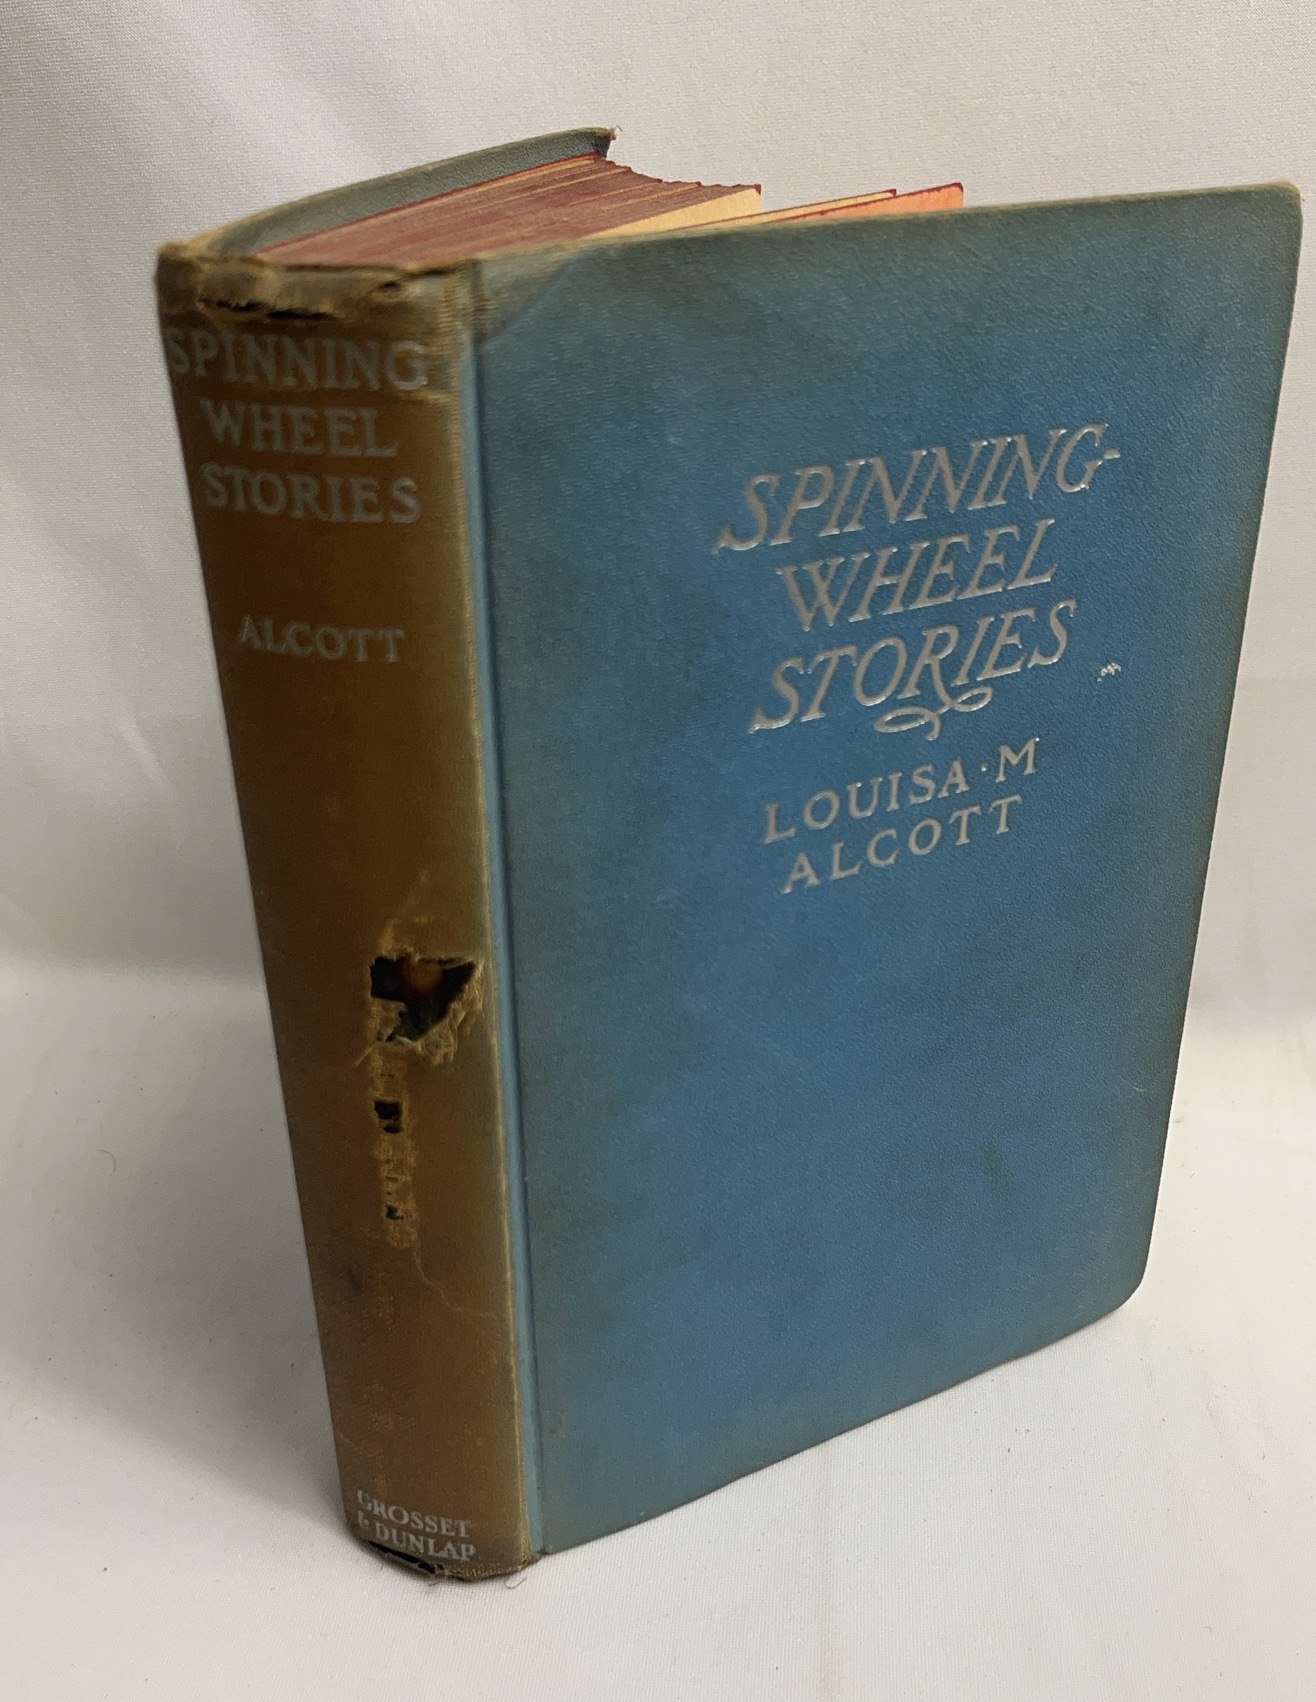 SPINNING
WHEEL
STORIES
ALCOTT
GROSSET
& DUNLAP
SPINNING-
WHEEL
STORIES
LOUISA·M
ALCOTT